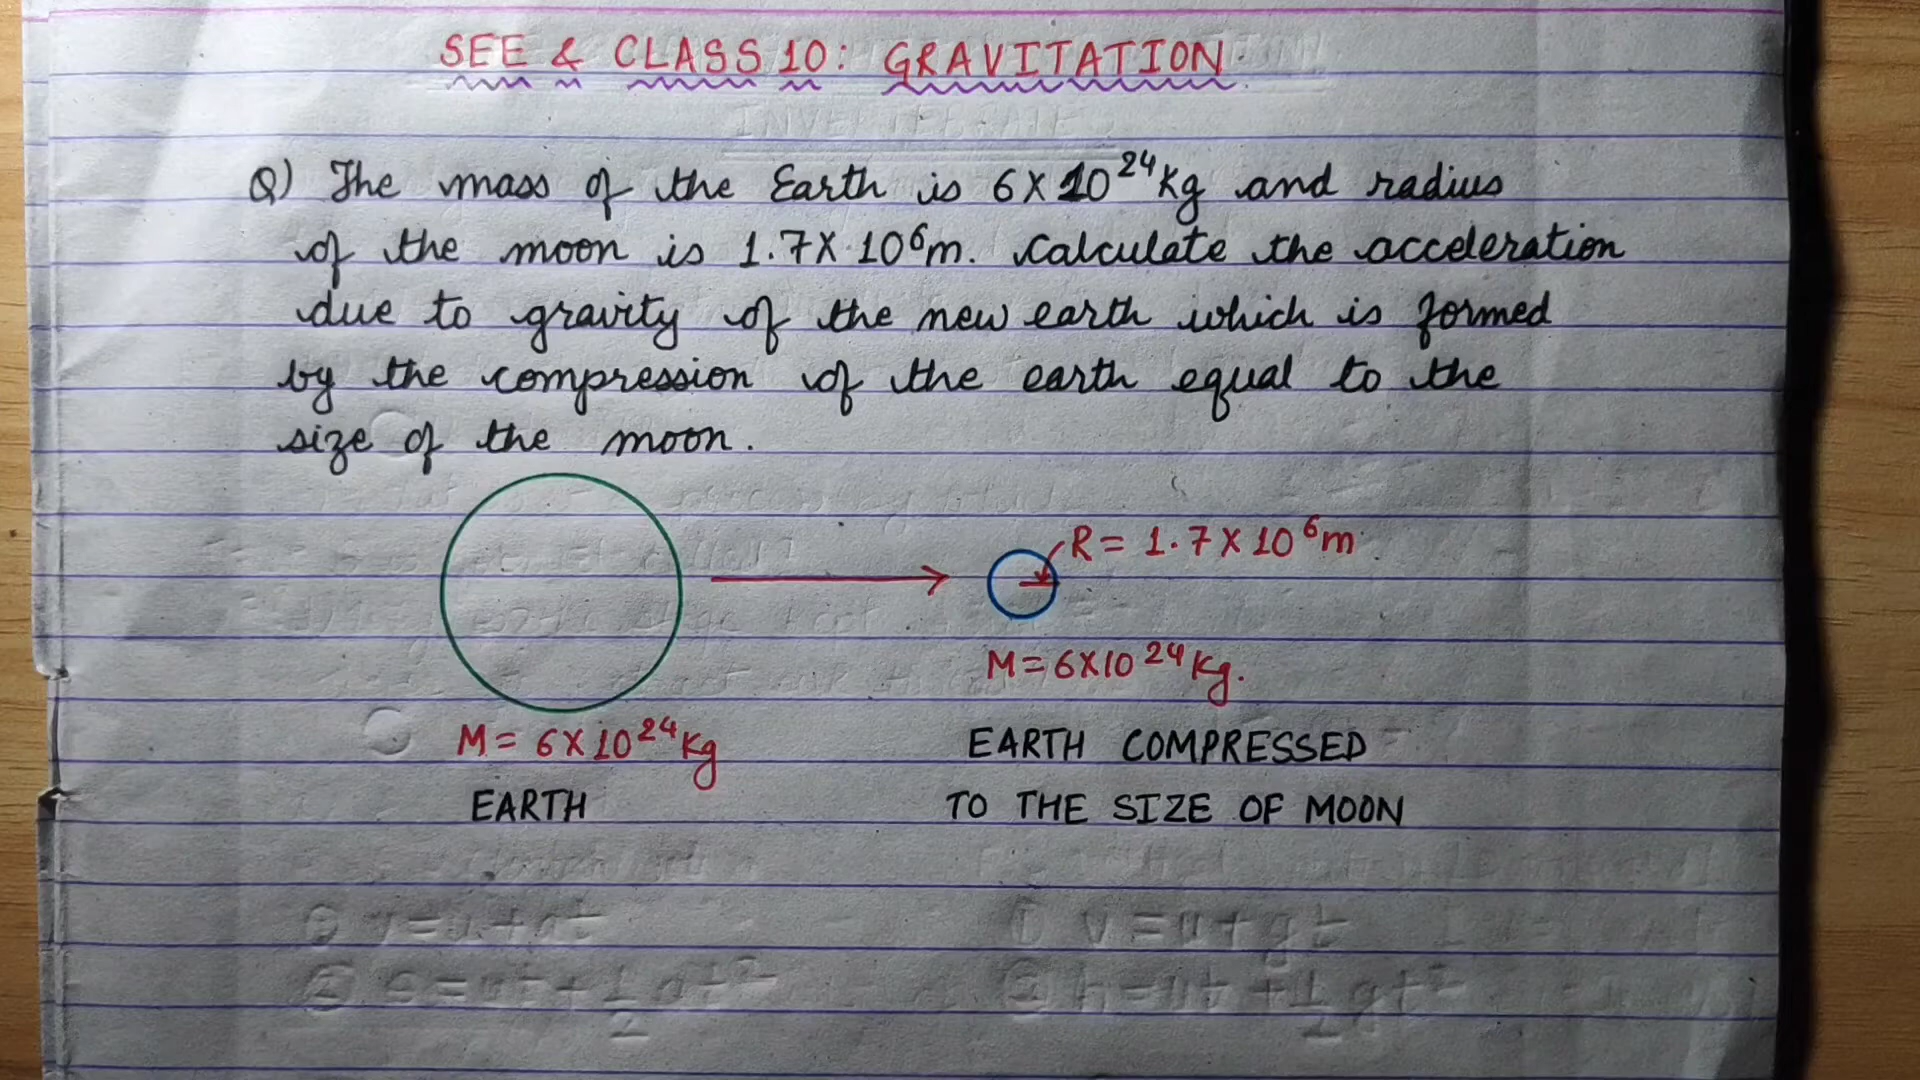 SEE & CLASS 10: GRAVITATION.
Q) The mass of the Earth is 6×10²⁴kg and radius
of the moon is 1.7×10⁶m. Calculate the acceleration
due to gravity of the new earth which is formed
by the compression of the earth equal to the
size of the moon.
R = 1.7×10⁶m
M=6×10²⁴kg.
M= 6×10²⁴kg
EARTH COMPRESSED
EARTH
TO THE SIZE OF MOON